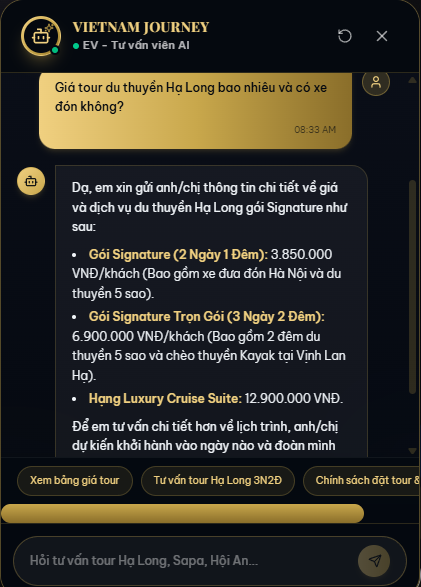 VIETNAM JOURNEY
EV - Tư vấn viên AI
Giá tour du thuyền Hạ Long bao nhiêu và có xe
đón không?
08:33 AM
Dạ, em xin gửi anh/chị thông tin chi tiết về giá
và dịch vụ du thuyền Hạ Long gói Signature như
sau:
• Gói Signature (2 Ngày 1 Đêm): 3.850.000
VNĐ/khách (Bao gồm xe đưa đón Hà Nội và du
thuyền 5 sao).
• Gói Signature Trọn Gói (3 Ngày 2 Đêm):
6.900.000 VNĐ/khách (Bao gồm 2 đêm du
thuyền 5 sao và chèo thuyền Kayak tại Vịnh Lan
Hạ).
• Hạng Luxury Cruise Suite: 12.900.000 VNĐ.
Để em tư vấn chi tiết hơn về lịch trình, anh/chị
dự kiến khởi hành vào ngày nào và đoàn mình
Xem bảng giá tour
Tư vấn tour Hạ Long 3N2Đ
Chính sách đặt tour &
Hỏi tư vấn tour Hạ Long, Sapa, Hội An...